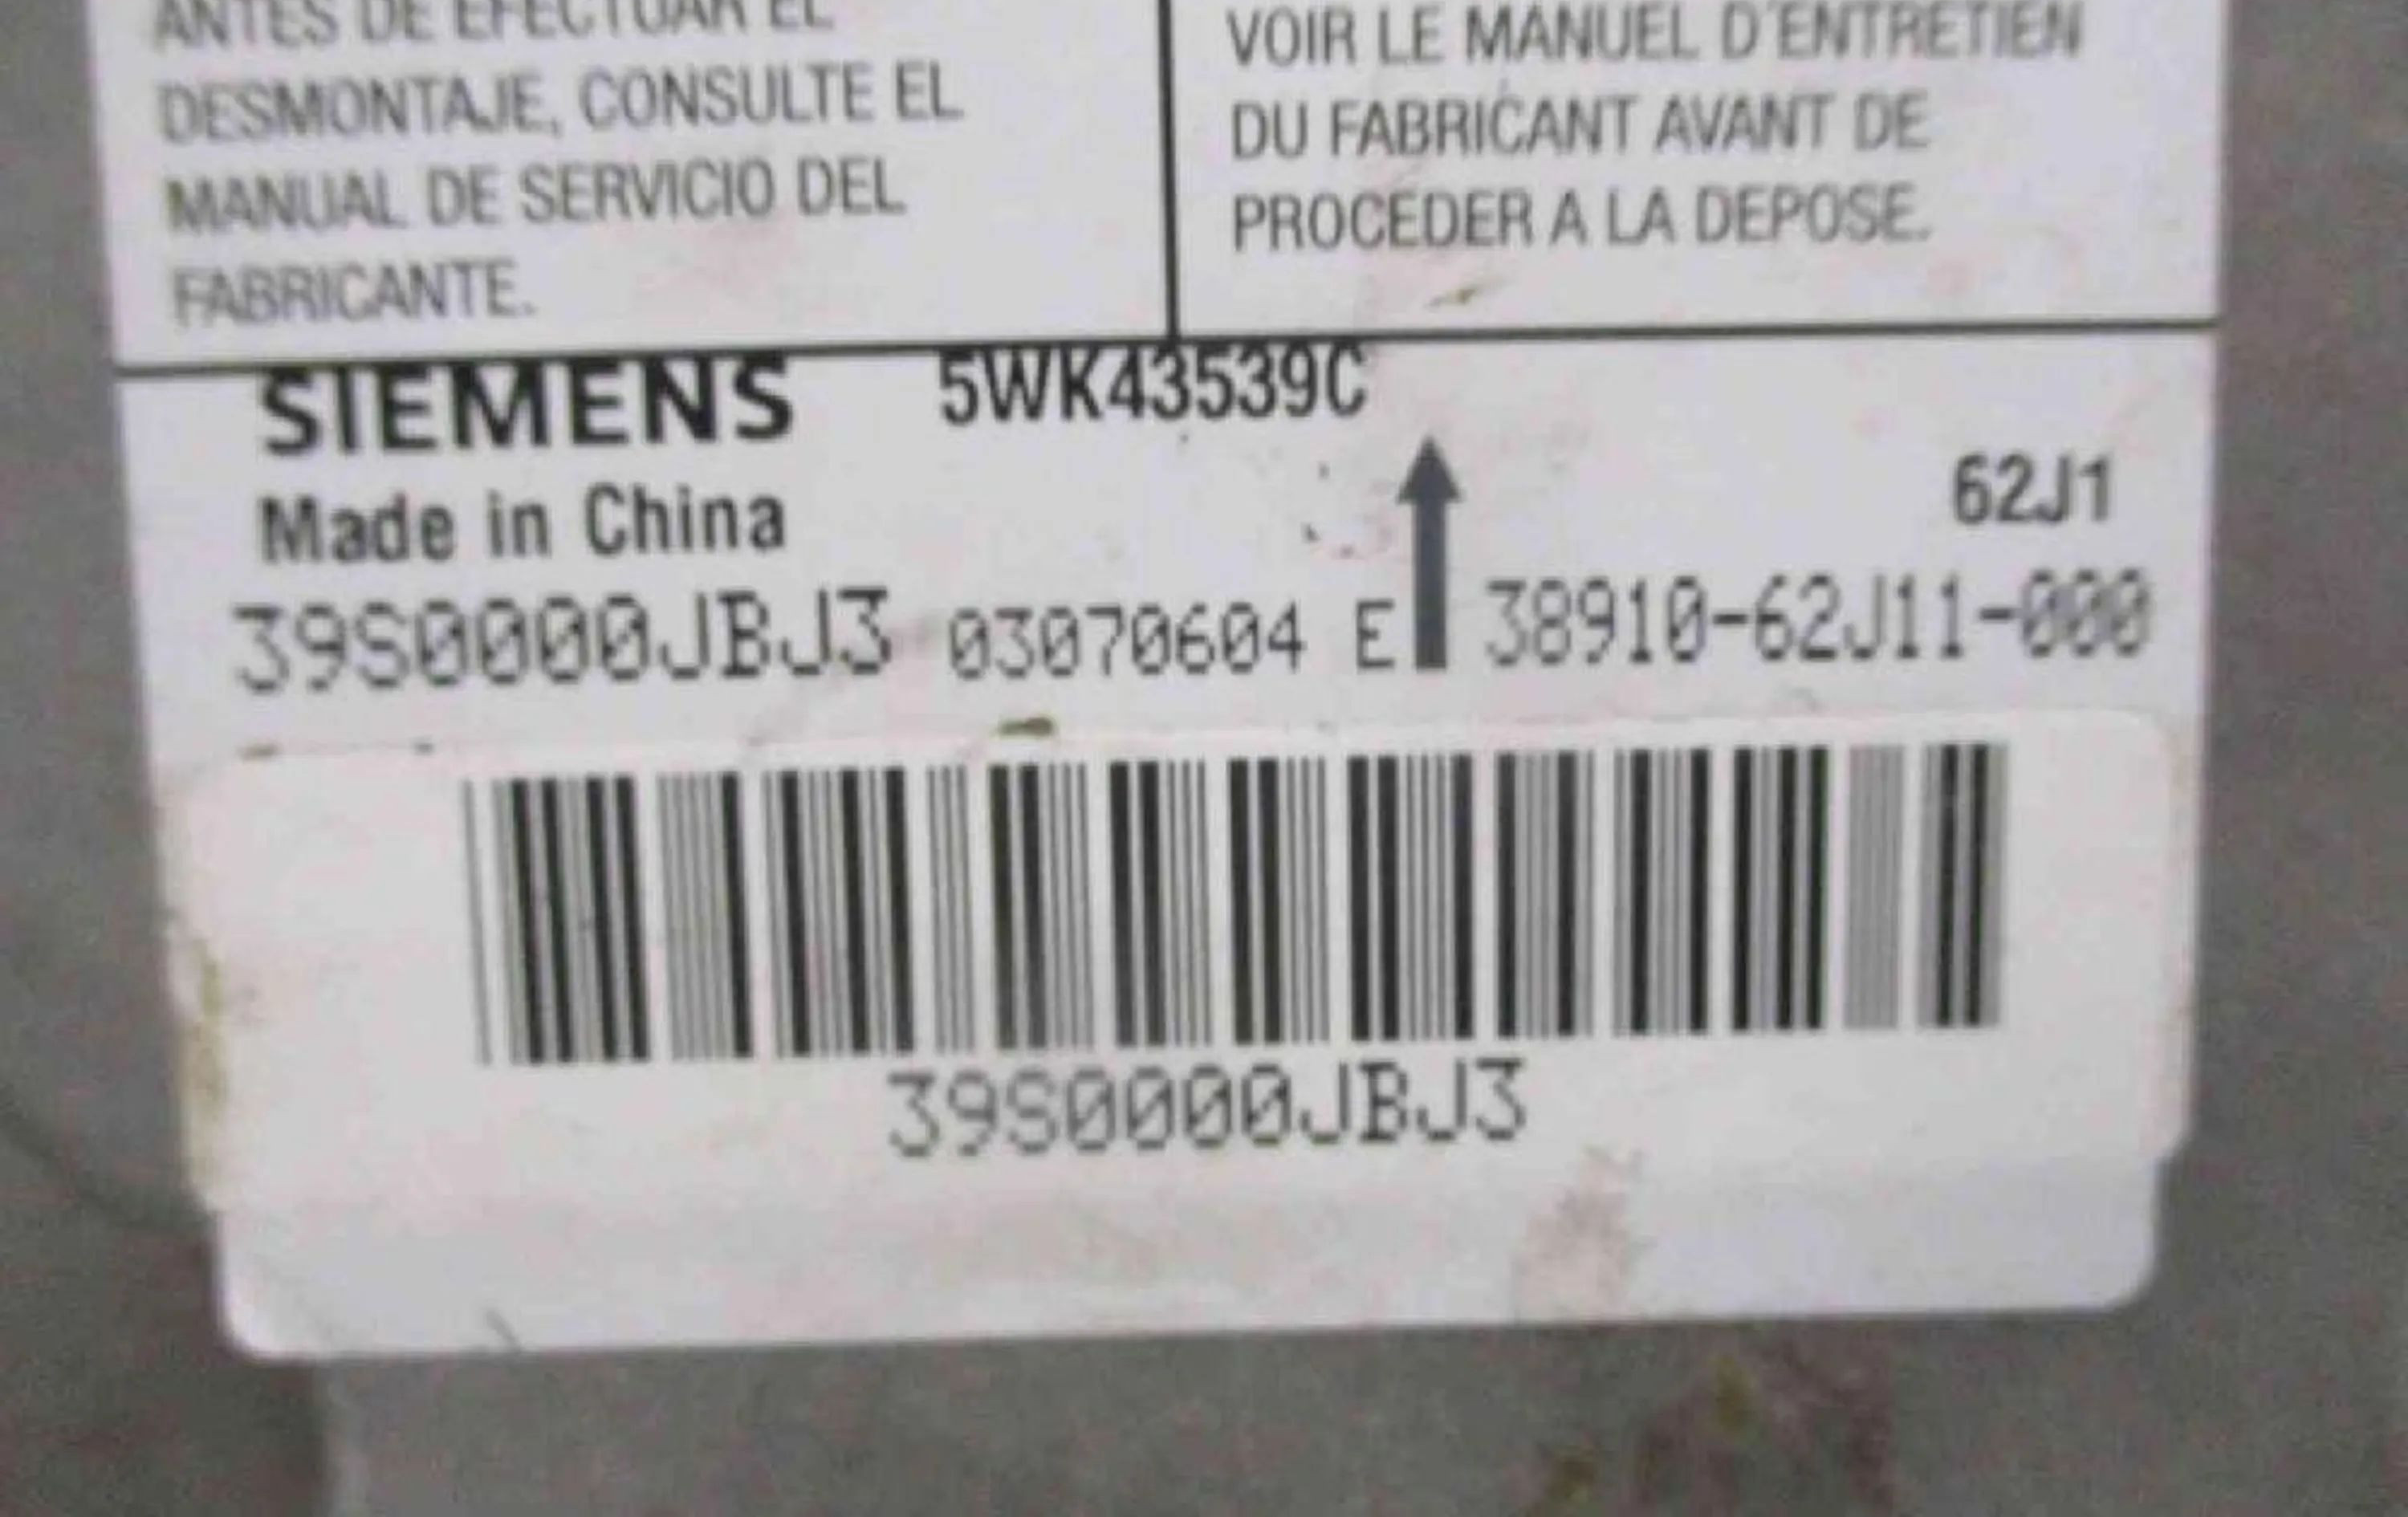 ANTES DE EFECTUAR EL
DESMONTAJE, CONSULTE EL
MANUAL DE SERVICIO DEL
FABRICANTE.
VOIR LE MANUEL D'ENTRETIEN
DU FABRICANT AVANT DE
PROCEDER A LA DEPOSE.
SIEMENS 5WK43539C
Made in China 62J1
39S0000JBJ3 03070604 E 38910-62J11-000
39S0000JBJ3